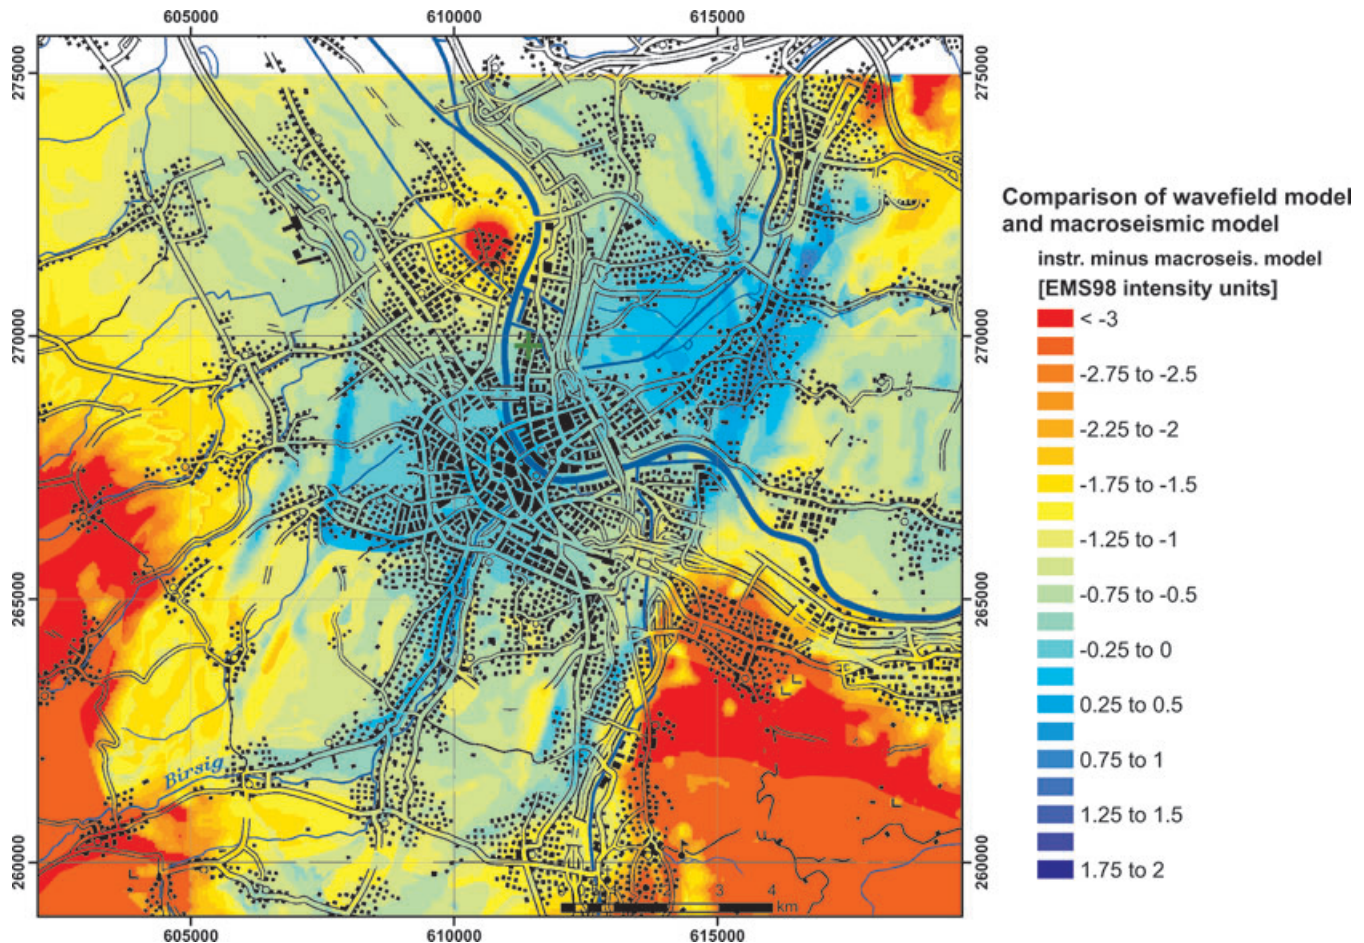 605000 610000 615000
275000 275000
Comparison of wavefield model
and macroseismic model
instr. minus macroseis. model
[EMS98 intensity units]
< -3
270000 270000
-2.75 to -2.5
-2.25 to -2
-1.75 to -1.5
-1.25 to -1
265000 265000
-0.75 to -0.5
-0.25 to 0
0.25 to 0.5
Birsig
0.75 to 1
1.25 to 1.5
260000 260000
1.75 to 2
3 4
km
605000 610000 615000